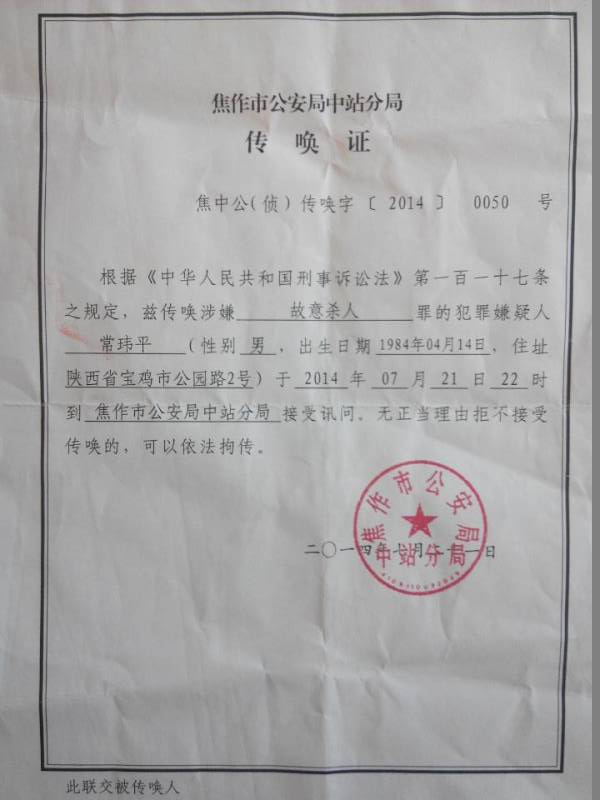 焦作市公安局中站分局
传唤证
焦中公(侦)传唤字〔2014〕 0050 号
根据《中华人民共和国刑事诉讼法》第一百一十七条
之规定,兹传唤涉嫌 故意杀人 罪的犯罪嫌疑人
常玮平 (性别 男 ,出生日期1984年04月14日,住址
陕西省宝鸡市公园路2号)于 2014 年 07 月 21 日 22 时
到 焦作市公安局中站分局 接受讯问。无正当理由拒不接受
传唤的,可以依法拘传。
焦作市公安局
中站分局
二〇一四年七月二十一日
此联交被传唤人